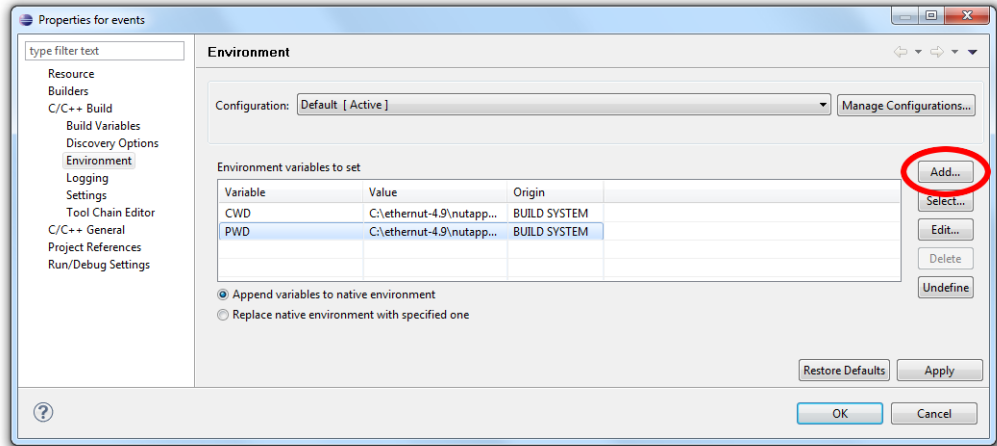 Properties for events
type filter text
Environment
Resource
Builders
C/C++ Build
Build Variables
Discovery Options
Environment
Logging
Settings
Tool Chain Editor
C/C++ General
Project References
Run/Debug Settings
Configuration: Default [ Active ] Manage Configurations...
Environment variables to set
Variable Value Origin
CWD C:\ethernut-4.9\nutapp... BUILD SYSTEM
PWD C:\ethernut-4.9\nutapp... BUILD SYSTEM
Add...
Select...
Edit...
Delete
Undefine
Append variables to native environment
Replace native environment with specified one
Restore Defaults Apply
OK Cancel